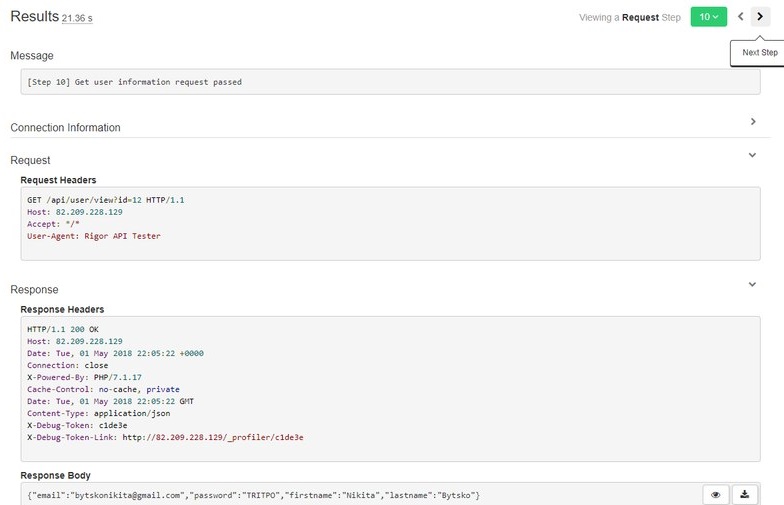 Results 21.36 s
Viewing a Request Step 10
Next Step
Message
[Step 10] Get user information request passed
Connection Information
Request
Request Headers
GET /api/user/view?id=12 HTTP/1.1
Host: 82.209.228.129
Accept: "/"
User-Agent: Rigor API Tester
Response
Response Headers
HTTP/1.1 200 OK
Host: 82.209.228.129
Date: Tue, 01 May 2018 22:05:22 +0000
Connection: close
X-Powered-By: PHP/7.1.17
Cache-Control: no-cache, private
Date: Tue, 01 May 2018 22:05:22 GMT
Content-Type: application/json
X-Debug-Token: c1de3e
X-Debug-Token-Link: http://82.209.228.129/_profiler/c1de3e
Response Body
{"email":"bytskonikita@gmail.com","password":"TRITPO","firstname":"Nikita","lastname":"Bytsko"}